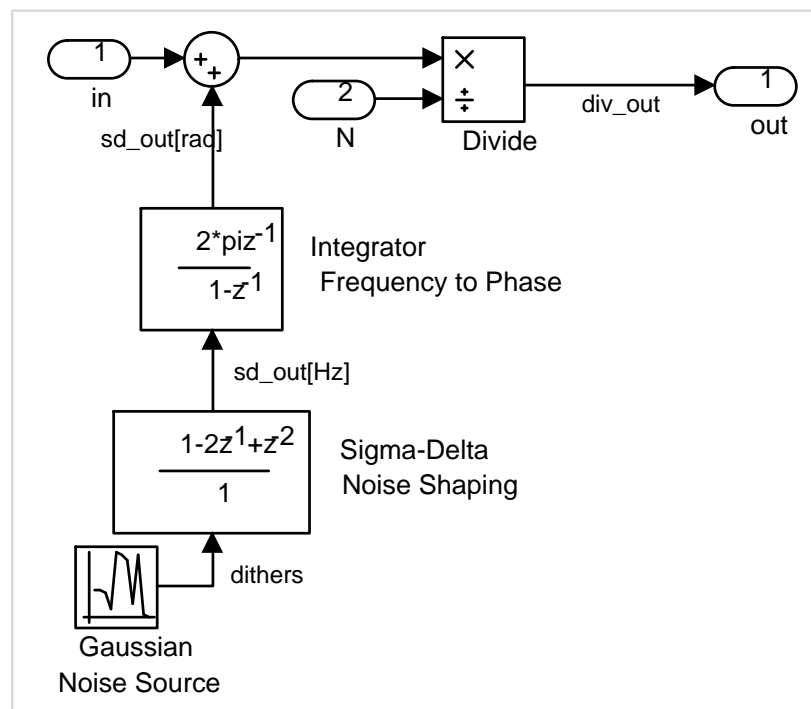 1
in
+
+
2
N
×
÷
Divide
div_out
1
out
sd_out[rad]
2*piz-1
1-z-1
Integrator
Frequency to Phase
sd_out[Hz]
1-2z-1+z-2
1
Sigma-Delta
Noise Shaping
dithers
Gaussian
Noise Source